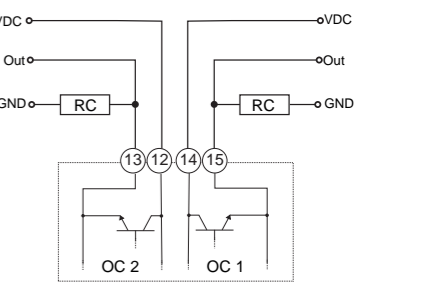 VDC VDC
Out Out
GND RC RC GND
13 12 14 15
OC 2 OC 1